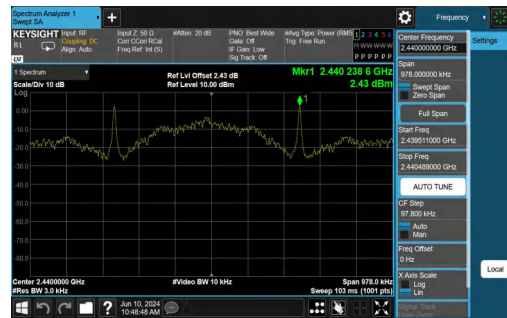 Spectrum Analyzer 1
Swept SA
Frequency
KEYSIGHT Input: RF Input Z: 50 Ω #Atten: 20 dB PNO: Best Wide #Avg Type: Power (RMS 1 2 3 4 5 6
RL Coupling: DC Corr CCorr RCal Gate: Off Trig: Free Run
Align: Auto Freq Ref: Int (S) IF Gain: Low M W W W W W
Sig Track: Off P P P P P P
LXI
1 Spectrum
Ref Lvl Offset 2.43 dB Mkr1 2.440 238 6 GHz
Scale/Div 10 dB Ref Level 10.00 dBm 2.43 dBm
Log
1
0.00
-10.0
-20.0
-30.0
-40.0
-50.0
-60.0
-70.0
-80.0
Center 2.4400000 GHz #Video BW 10 kHz Span 978.0 kHz
#Res BW 3.0 kHz Sweep 103 ms (1001 pts)
Center Frequency
2.440000000 GHz
Settings
Span
978.000000 kHz
Swept Span
Zero Span
Full Span
Start Freq
2.439511000 GHz
Stop Freq
2.440489000 GHz
AUTO TUNE
CF Step
97.800 kHz
Auto
Man
Freq Offset
0 Hz
X Axis Scale
Log
Lin
Local
Signal Track
?
Jun 10, 2024
10:48:48 AM